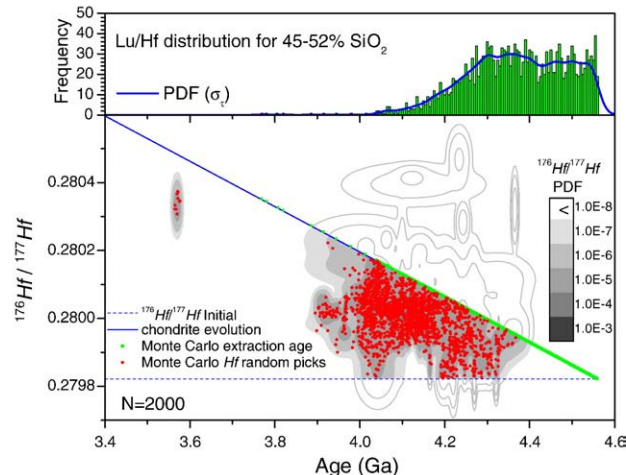 50
40
30
20
10
0
Frequency
Lu/Hf distribution for 45-52% SiO₂
PDF (στ)
0.2804
0.2802
0.2800
0.2798
¹⁷⁶Hf / ¹⁷⁷Hf
¹⁷⁶Hf/¹⁷⁷Hf
PDF
<
1.0E-8
1.0E-7
1.0E-6
1.0E-5
1.0E-4
1.0E-3
¹⁷⁶Hf/¹⁷⁷Hf Initial
chondrite evolution
Monte Carlo extraction age
Monte Carlo Hf random picks
N=2000
3.4 3.6 3.8 4.0 4.2 4.4 4.6
Age (Ga)